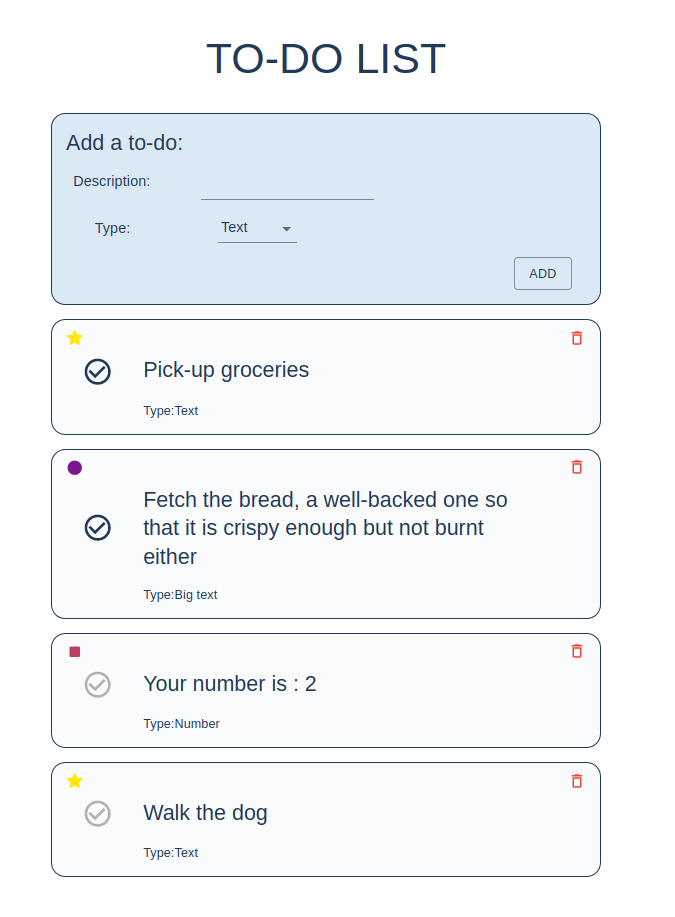 TO-DO LIST
Add a to-do:
Description:
Type:
Text
ADD
Pick-up groceries
Type:Text
Fetch the bread, a well-backed one so
that it is crispy enough but not burnt
either
Type:Big text
Your number is : 2
Type:Number
Walk the dog
Type:Text